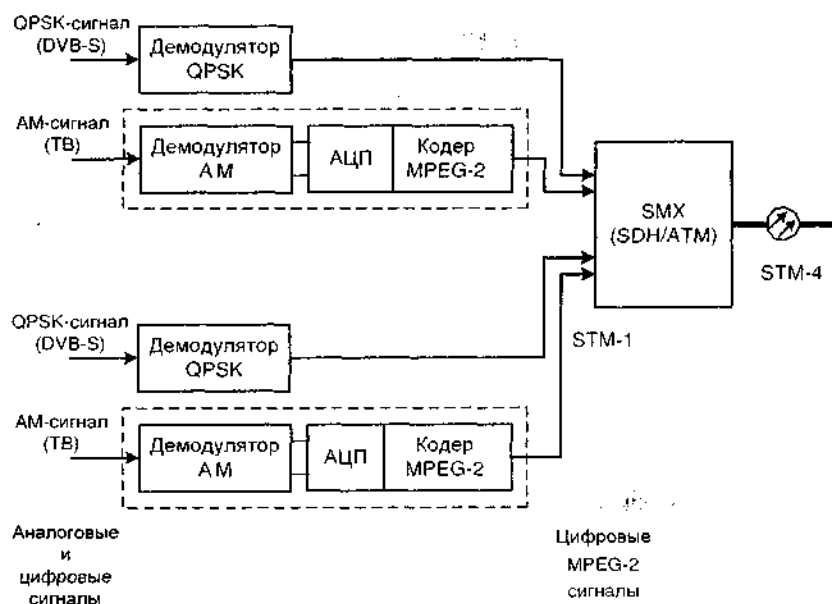 QPSK-сигнал
(DVB-S)
Демодулятор
QPSK
АМ-сигнал
(ТВ)
Демодулятор
АМ
АЦП
Кодер
MPEG-2
SMX
(SDH/ATM)
STM-4
STM-1
QPSK-сигнал
(DVB-S)
Демодулятор
QPSK
АМ-сигнал
(ТВ)
Демодулятор
АМ
АЦП
Кодер
MPEG-2
Аналоговые
и
цифровые
сигналы
Цифровые
MPEG-2
сигналы